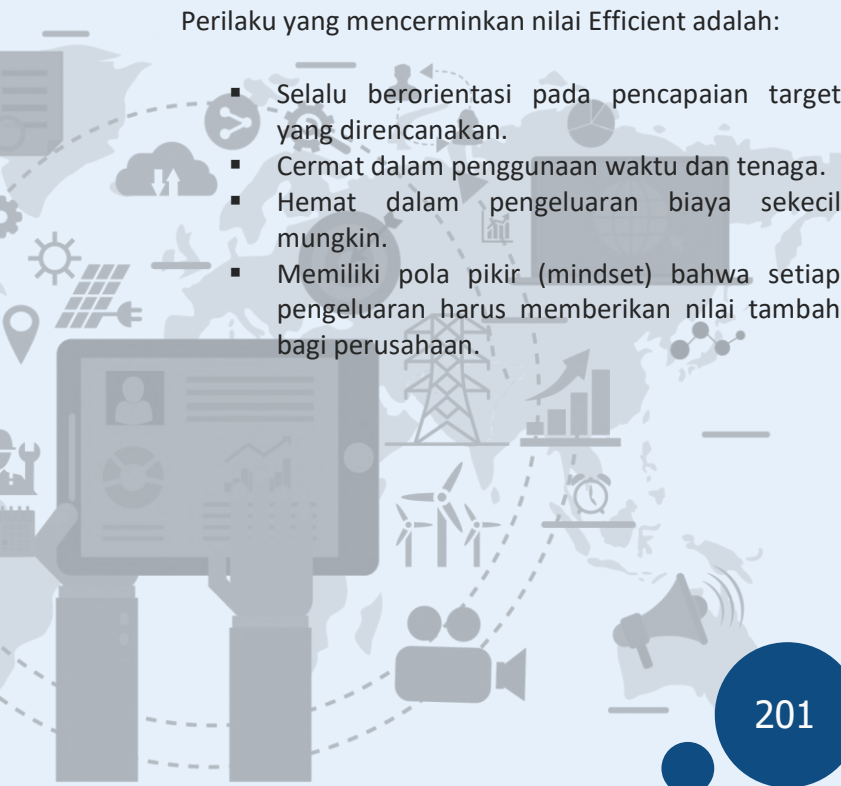 Perilaku yang mencerminkan nilai Efficient adalah:
▪ Selalu berorientasi pada pencapaian target
yang direncanakan.
▪ Cermat dalam penggunaan waktu dan tenaga.
▪ Hemat dalam pengeluaran biaya sekecil
mungkin.
▪ Memiliki pola pikir (mindset) bahwa setiap
pengeluaran harus memberikan nilai tambah
bagi perusahaan.
201